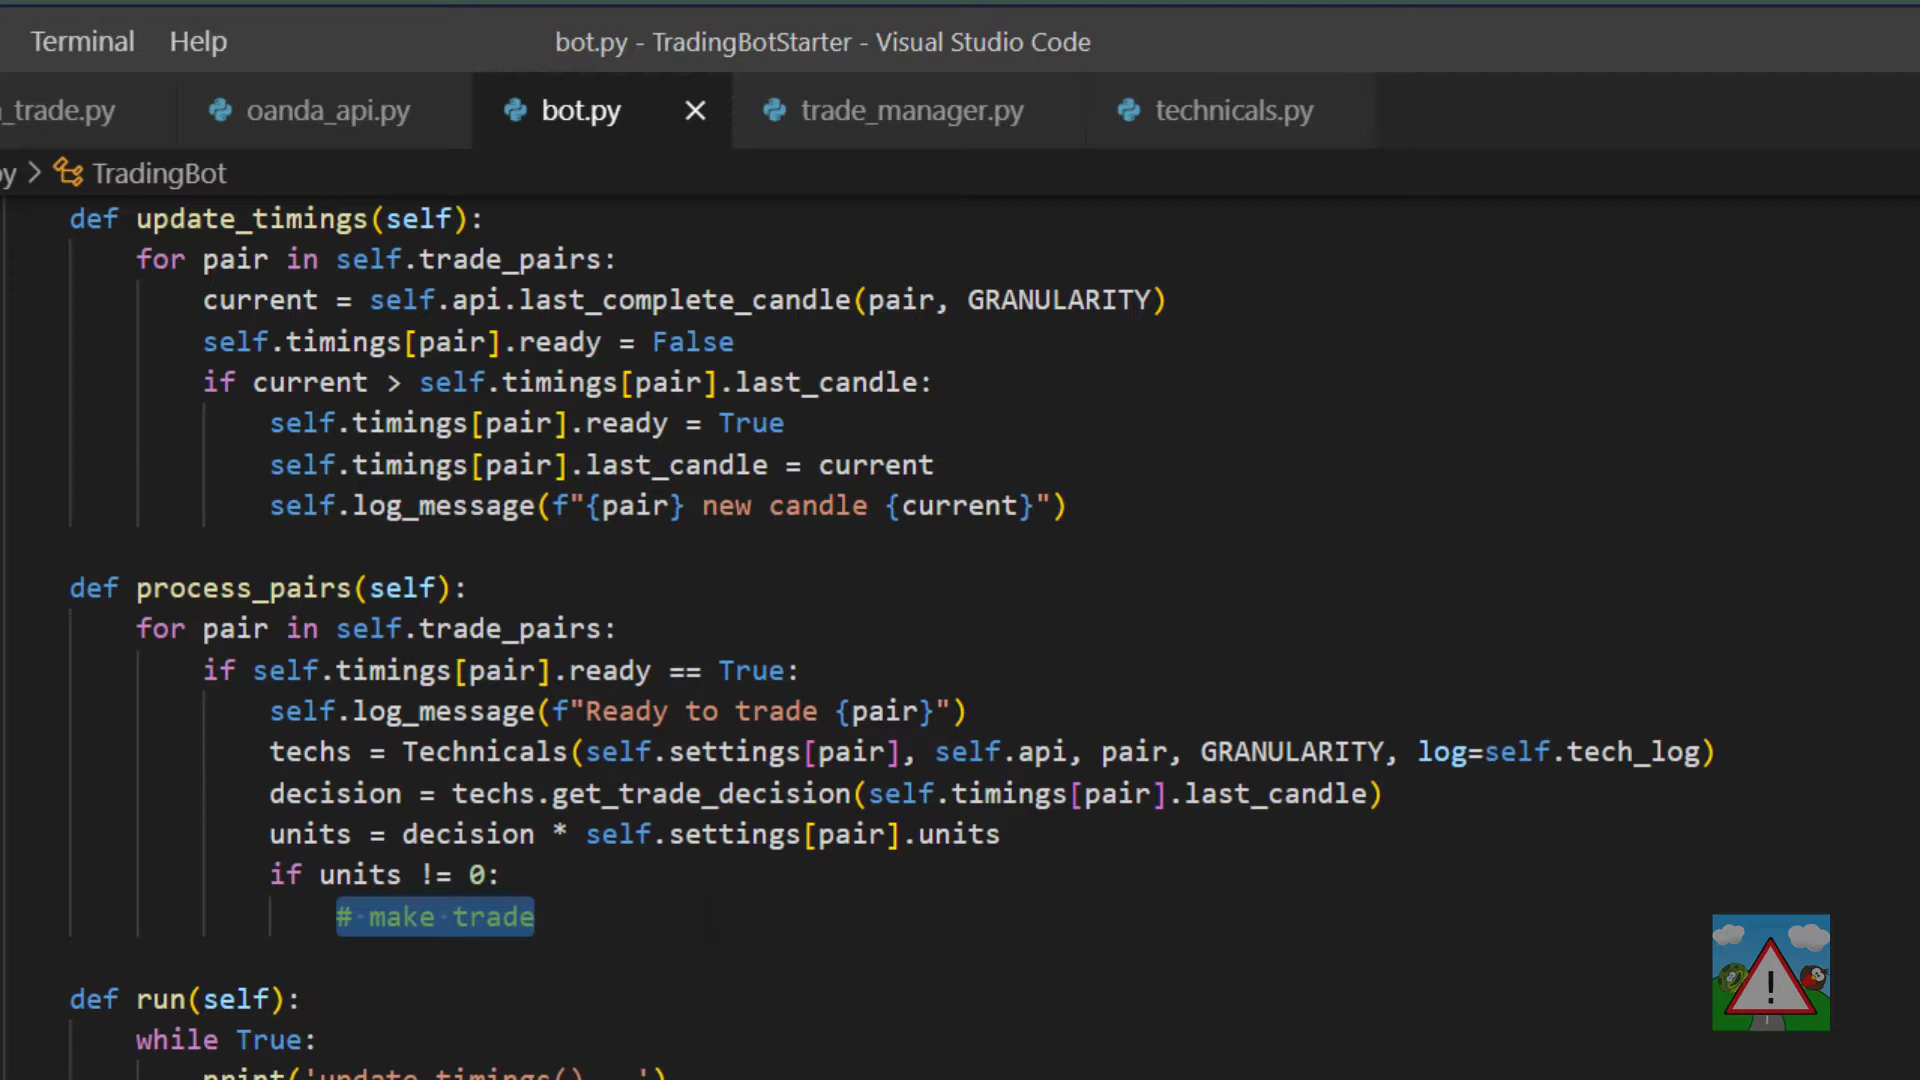 Terminal Help bot.py - TradingBotStarter - Visual Studio Code
_trade.py oanda_api.py bot.py trade_manager.py technicals.py
py > TradingBot
def update_timings(self):
for pair in self.trade_pairs:
current = self.api.last_complete_candle(pair, GRANULARITY)
self.timings[pair].ready = False
if current > self.timings[pair].last_candle:
self.timings[pair].ready = True
self.timings[pair].last_candle = current
self.log_message(f"{pair} new candle {current}")
def process_pairs(self):
for pair in self.trade_pairs:
if self.timings[pair].ready == True:
self.log_message(f"Ready to trade {pair}")
techs = Technicals(self.settings[pair], self.api, pair, GRANULARITY, log=self.tech_log)
decision = techs.get_trade_decision(self.timings[pair].last_candle)
units = decision * self.settings[pair].units
if units != 0:
# make trade
def run(self):
while True:
print('update_timings()...')